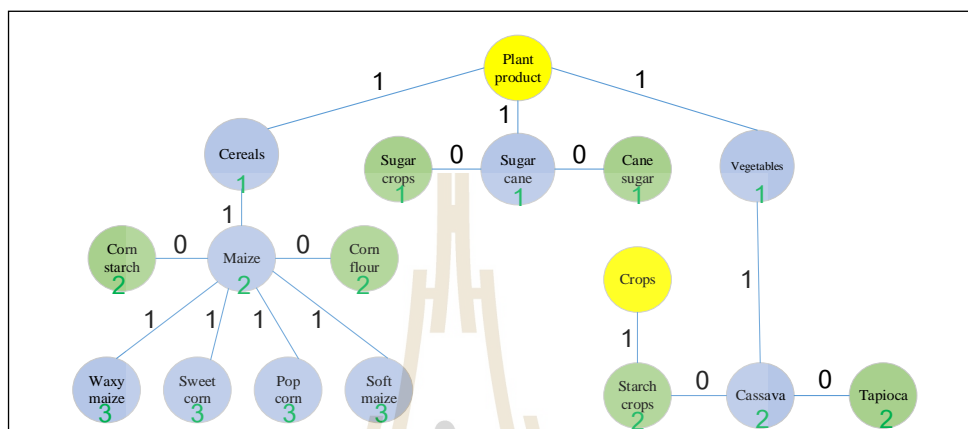 Plant
product
1
1
1
Cereals
1
Sugar
crops
1
0
Sugar
cane
1
0
Cane
sugar
1
Vegetables
1
1
Corn
starch
2
0
Maize
2
0
Corn
flour
2
Crops
1
1
1
1
1
1
Waxy
maize
3
Sweet
corn
3
Pop
corn
3
Soft
maize
3
Starch
crops
2
0
Cassava
2
0
Tapioca
2